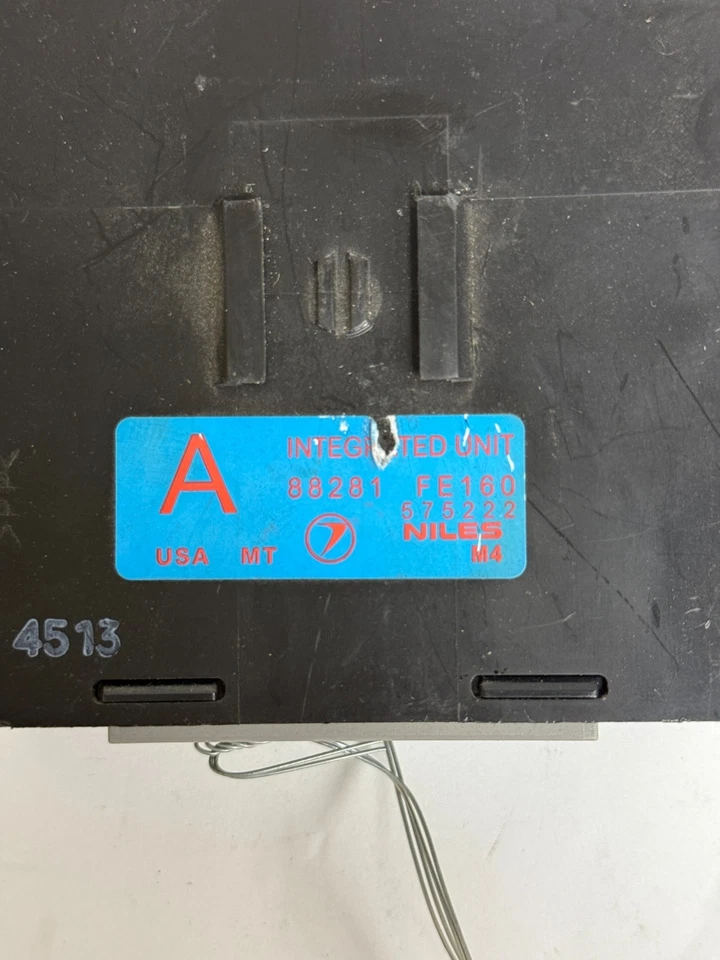 A
INTEGRATED UNIT
88281 FE160
575222
NILES
USA MT
M4
4513